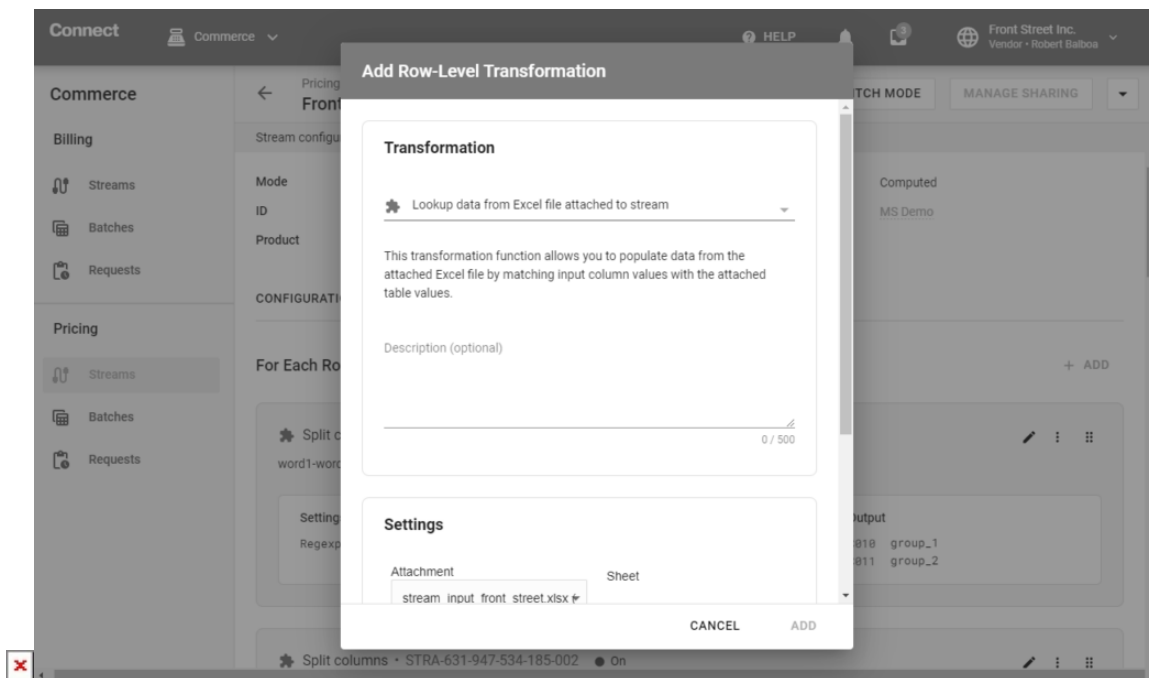 Connect
Commerce
HELP
3
Front Street Inc.
Vendor • Robert Balboa
Commerce
Billing
Streams
Batches
Requests
Pricing
Streams
Batches
Requests
Pricing
Front
TCH MODE
MANAGE SHARING
Stream configu
Mode
ID
Product
Computed
MS Demo
CONFIGURATI
For Each Ro
+ ADD
Split c
word1-word
Setting
Regexp
Output
group_1
group_2
Split columns • STRA-631-947-534-185-002 ● On
Add Row-Level Transformation
Transformation
Lookup data from Excel file attached to stream
This transformation function allows you to populate data from the
attached Excel file by matching input column values with the attached
table values.
Description (optional)
0 / 500
Settings
Attachment
Sheet
stream_input_front_street.xlsx
CANCEL
ADD